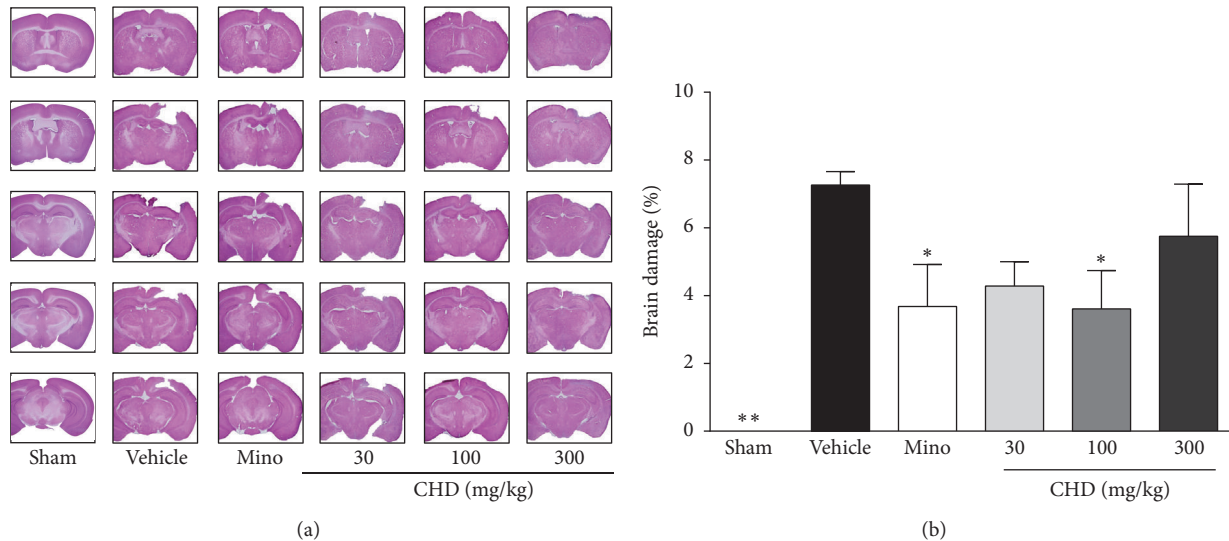 Sham Vehicle Mino 30 100 300
CHD (mg/kg)
(a)
10
8
6
4
2
0
Brain damage (%)
**
*
*
Sham Vehicle Mino 30 100 300
CHD (mg/kg)
(b)